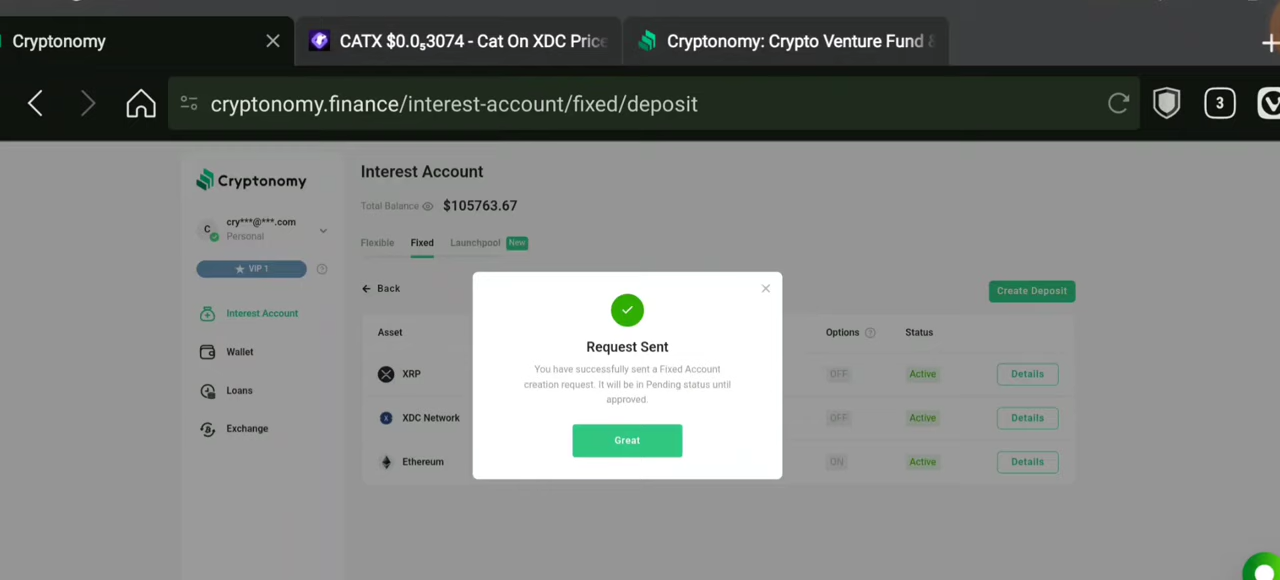 Cryptonomy
CATX $0.0₅3074 - Cat On XDC Price
Cryptonomy: Crypto Venture Fund &
cryptonomy.finance/interest-account/fixed/deposit
3
Cryptonomy
C
cry***@***.com
Personal
★ VIP 1
Interest Account
Wallet
Loans
Exchange
Interest Account
Total Balance $105763.67
Flexible Fixed Launchpool New
← Back
Create Deposit
Asset Options Status
XRP OFF Active Details
XDC Network OFF Active Details
Ethereum ON Active Details
Request Sent
You have successfully sent a Fixed Account
creation request. It will be in Pending status until
approved.
Great